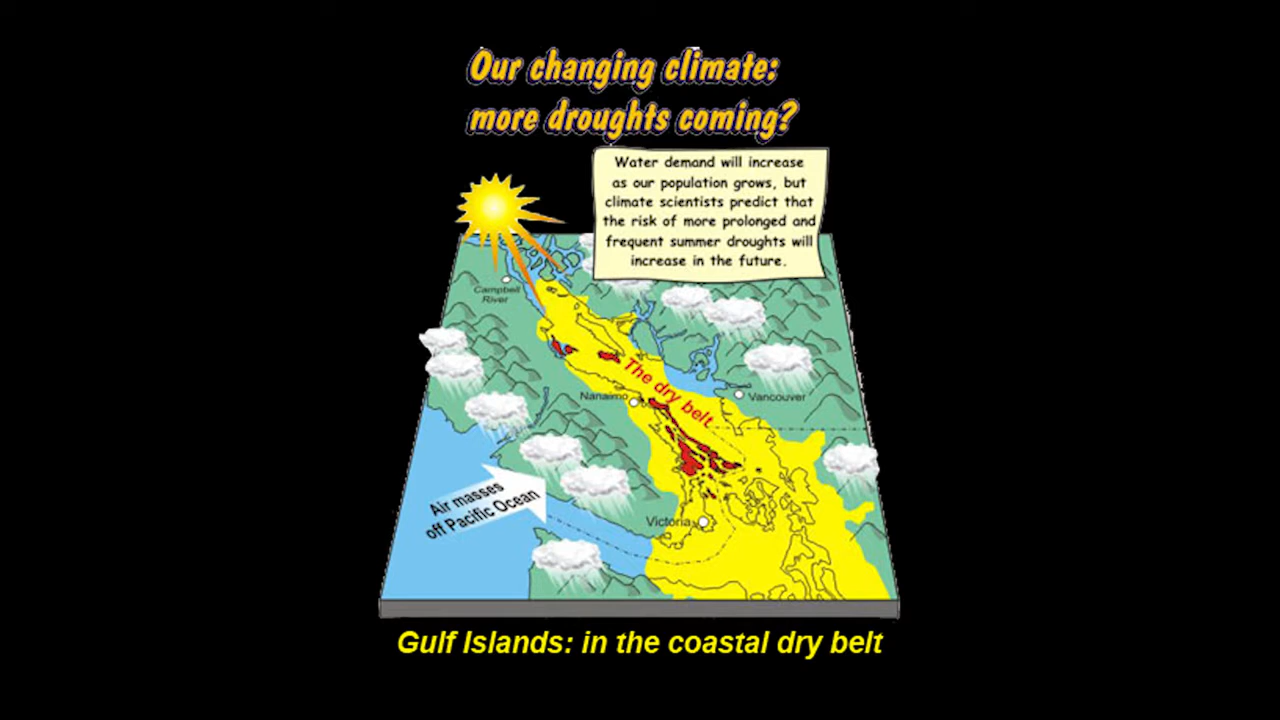 Our changing climate:
more droughts coming?
Water demand will increase
as our population grows, but
climate scientists predict that
the risk of more prolonged and
frequent summer droughts will
increase in the future.
Campbell
River
The dry belt
Nanaimo
Vancouver
Air masses
off Pacific Ocean
Victoria
Gulf Islands: in the coastal dry belt